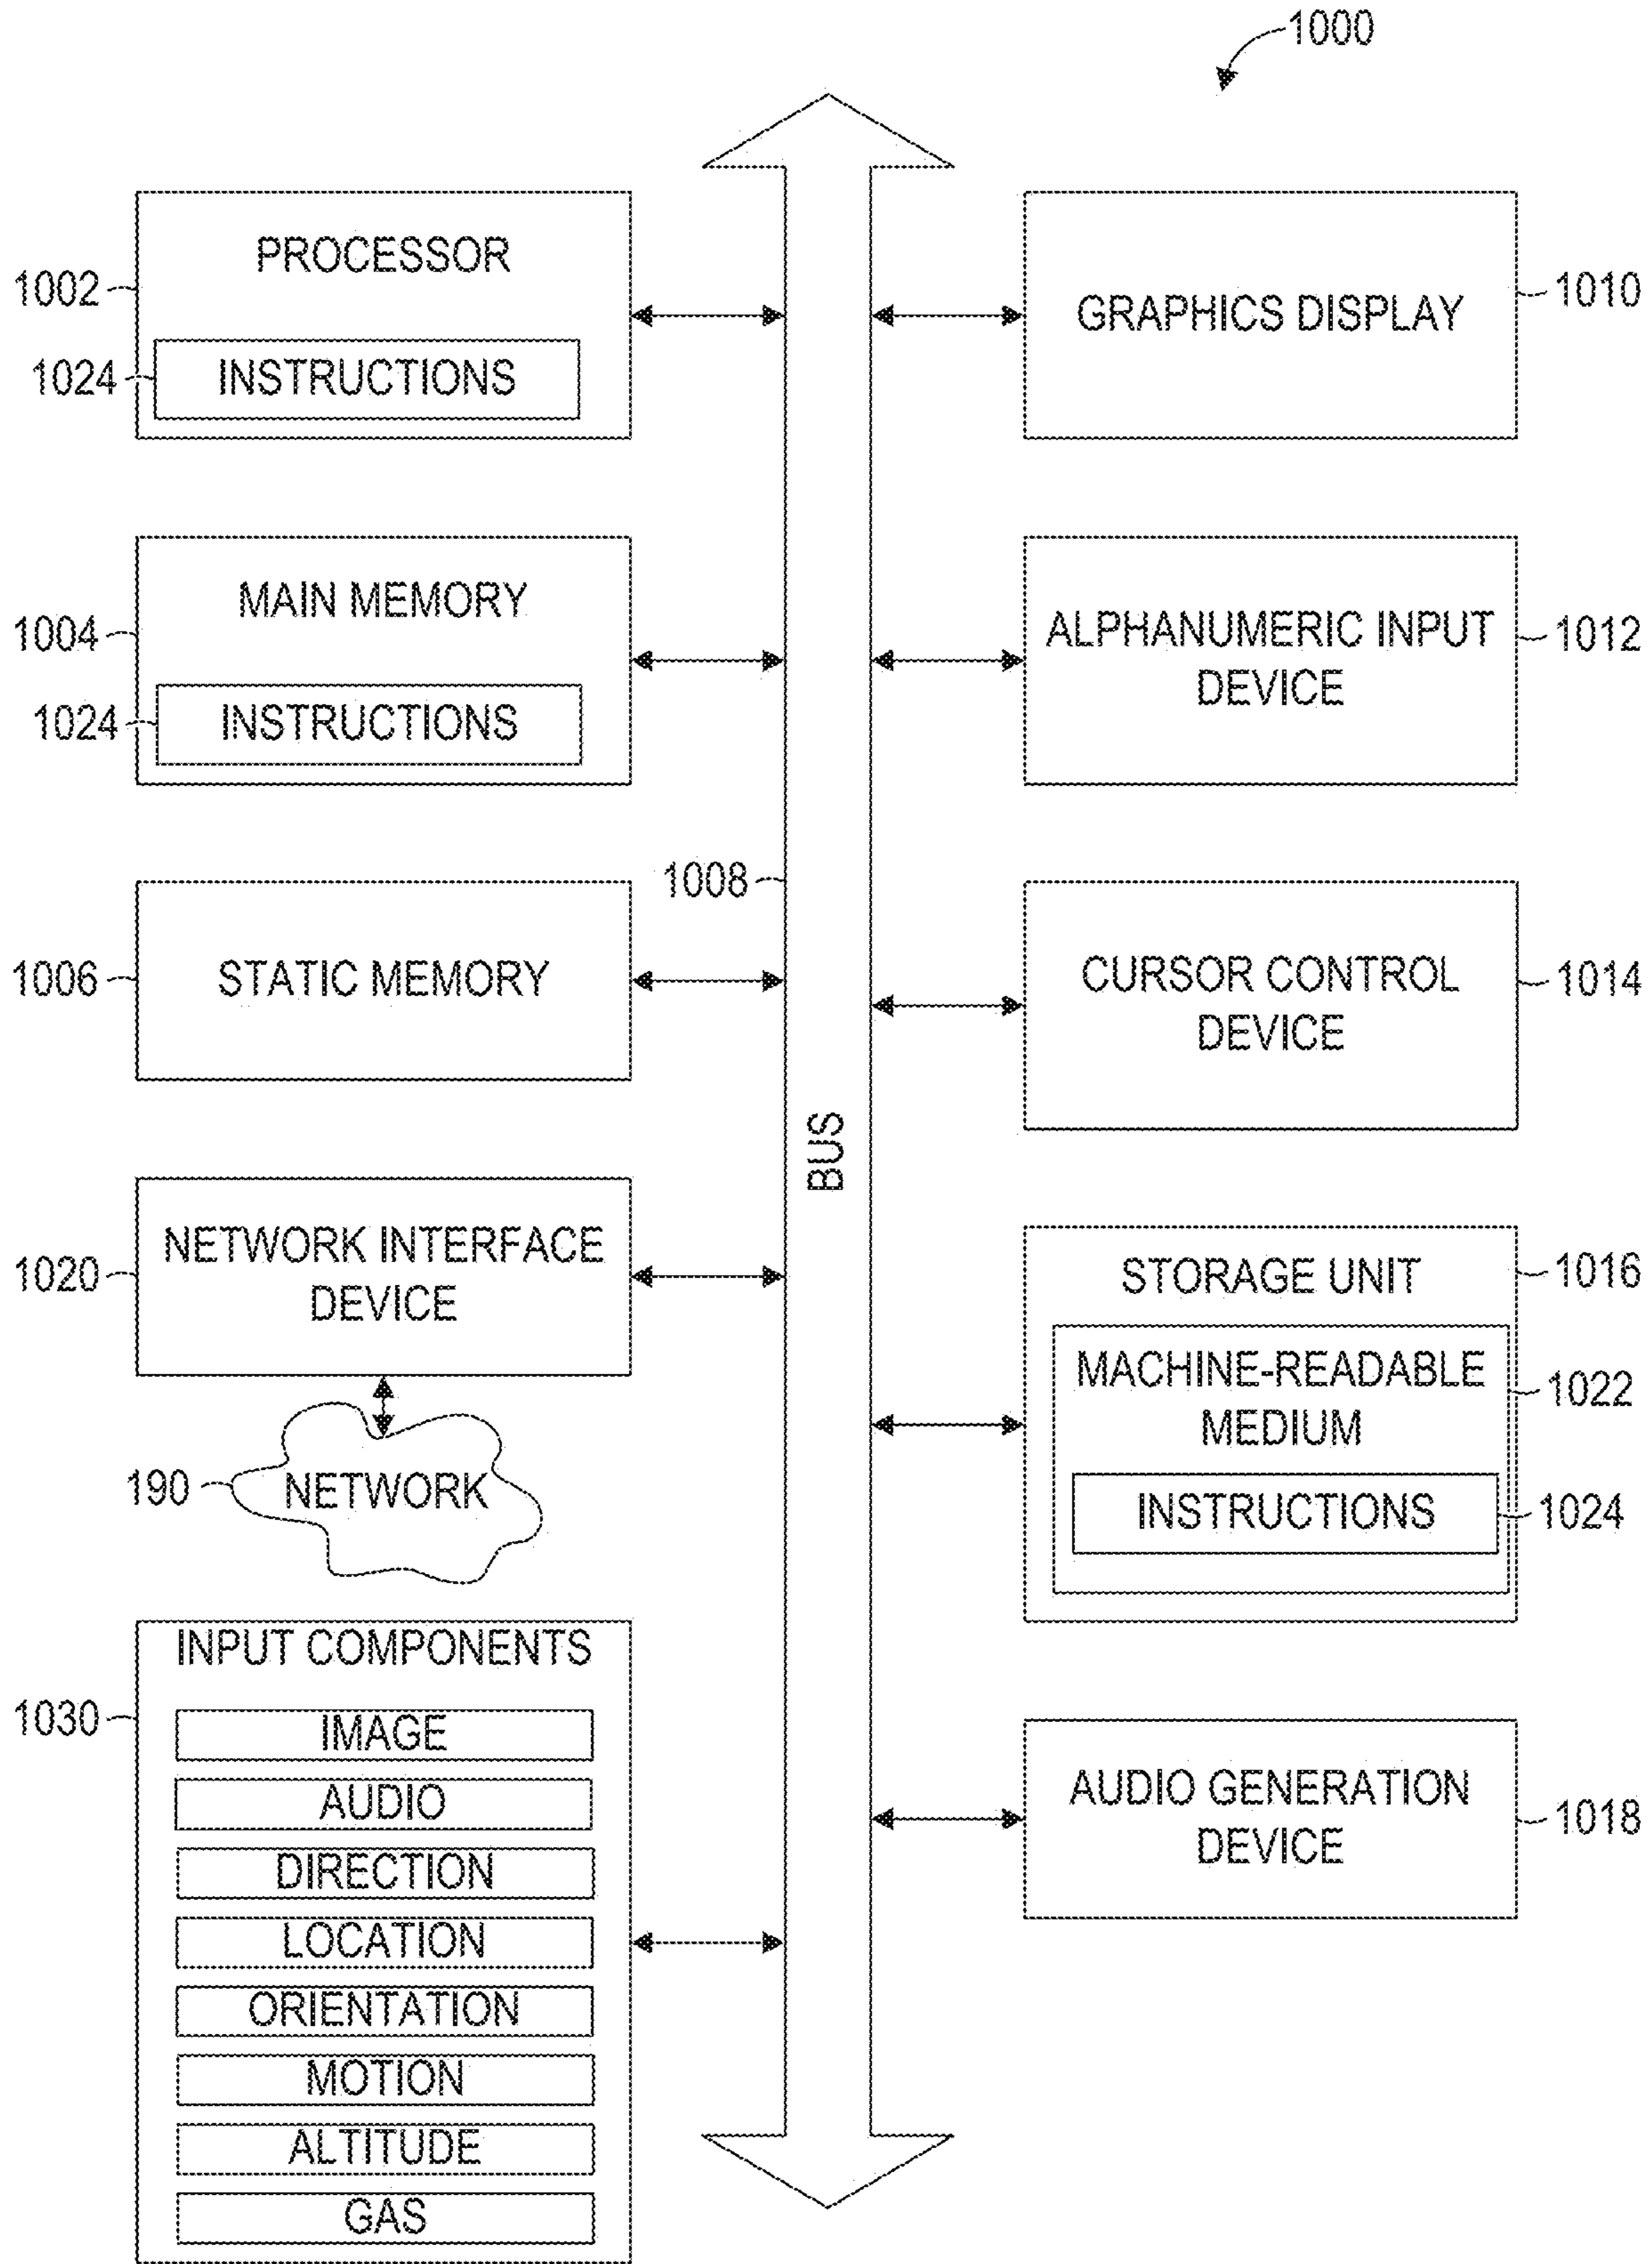 1000
PROCESSOR
1002
1024
INSTRUCTIONS
MAIN MEMORY
1004
1024
INSTRUCTIONS
1008
STATIC MEMORY
1006
NETWORK INTERFACE
DEVICE
1020
190
NETWORK
INPUT COMPONENTS
1030
IMAGE
AUDIO
DIRECTION
LOCATION
ORIENTATION
MOTION
ALTITUDE
GAS
BUS
GRAPHICS DISPLAY
1010
ALPHANUMERIC INPUT
DEVICE
1012
CURSOR CONTROL
DEVICE
1014
STORAGE UNIT
1016
MACHINE-READABLE
MEDIUM
1022
INSTRUCTIONS
1024
AUDIO GENERATION
DEVICE
1018